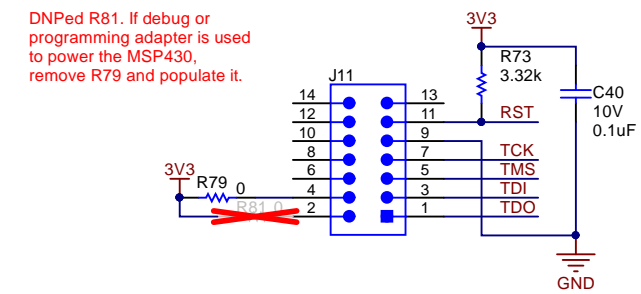 DNPed R81. If debug or
programming adapter is used
to power the MSP430,
remove R79 and populate it.
3V3
R73
3.32k
C40
10V
0.1uF
J11
14
13
12
11
RST
10
9
8
7
TCK
6
5
TMS
3V3
R79
0
4
3
TDI
R81 0
2
1
TDO
GND